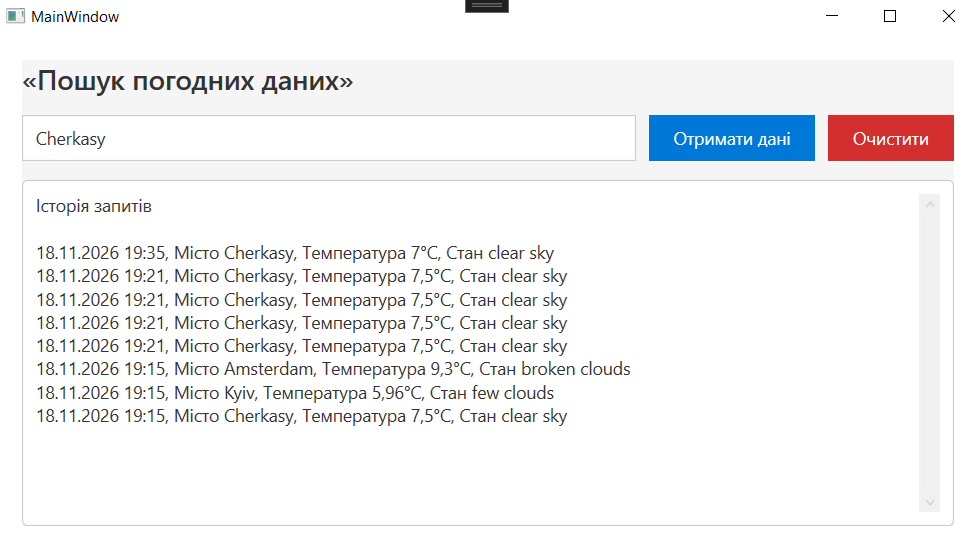 MainWindow
«Пошук погодних даних»
Cherkasy
Отримати дані
Очистити
Історія запитів
18.11.2026 19:35, Місто Cherkasy, Температура 7°C, Стан clear sky
18.11.2026 19:21, Місто Cherkasy, Температура 7,5°C, Стан clear sky
18.11.2026 19:21, Місто Cherkasy, Температура 7,5°C, Стан clear sky
18.11.2026 19:21, Місто Cherkasy, Температура 7,5°C, Стан clear sky
18.11.2026 19:21, Місто Cherkasy, Температура 7,5°C, Стан clear sky
18.11.2026 19:15, Місто Amsterdam, Температура 9,3°C, Стан broken clouds
18.11.2026 19:15, Місто Kyiv, Температура 5,96°C, Стан few clouds
18.11.2026 19:15, Місто Cherkasy, Температура 7,5°C, Стан clear sky